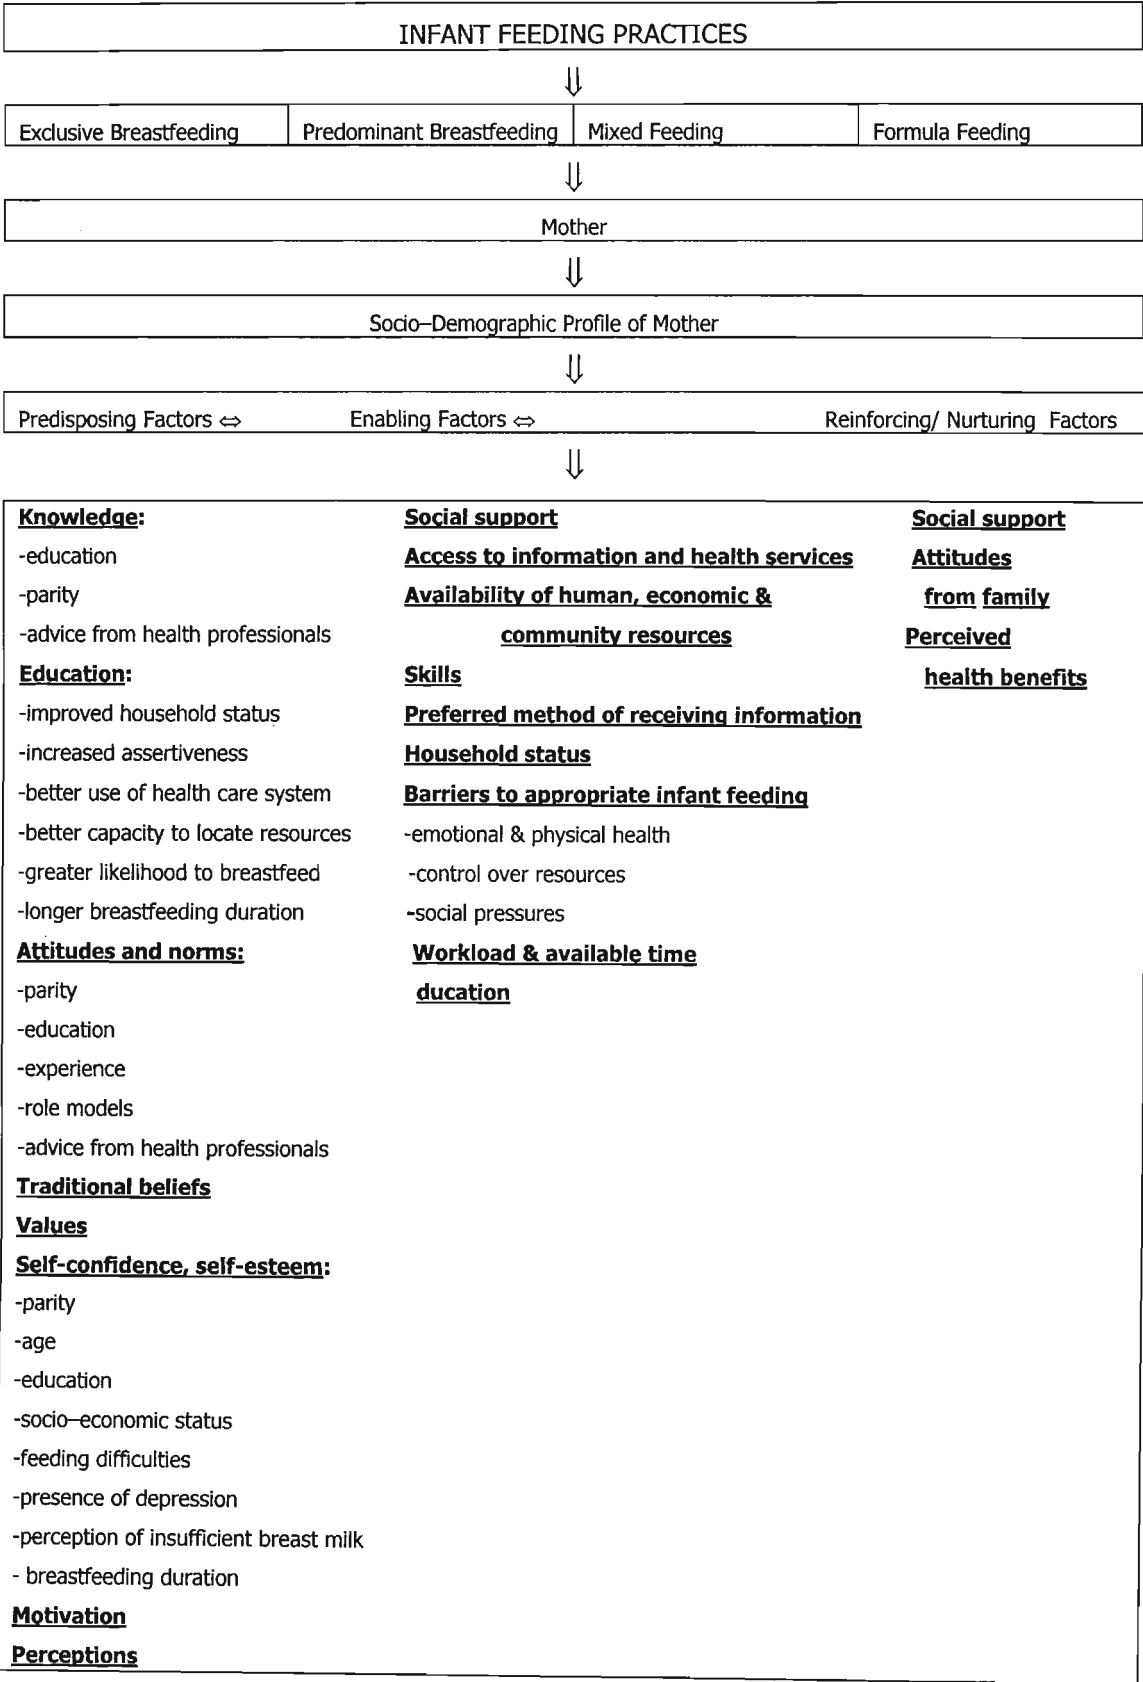 INFANT FEEDING PRACTICES
⇓
Exclusive Breastfeeding Predominant Breastfeeding Mixed Feeding Formula Feeding
⇓
Mother
⇓
Socio–Demographic Profile of Mother
⇓
Predisposing Factors ⇔ Enabling Factors ⇔ Reinforcing/ Nurturing Factors
⇓
Knowledge:
-education
-parity
-advice from health professionals
Education:
-improved household status
-increased assertiveness
-better use of health care system
-better capacity to locate resources
-greater likelihood to breastfeed
-longer breastfeeding duration
Attitudes and norms:
-parity
-education
-experience
-role models
-advice from health professionals
Traditional beliefs
Values
Self-confidence, self-esteem:
-parity
-age
-education
-socio–economic status
-feeding difficulties
-presence of depression
-perception of insufficient breast milk
- breastfeeding duration
Motivation
Perceptions
Social support
Access to information and health services
Availability of human, economic &
community resources
Skills
Preferred method of receiving information
Household status
Barriers to appropriate infant feeding
-emotional & physical health
-control over resources
-social pressures
Workload & available time
ducation
Social support
Attitudes
from family
Perceived
health benefits